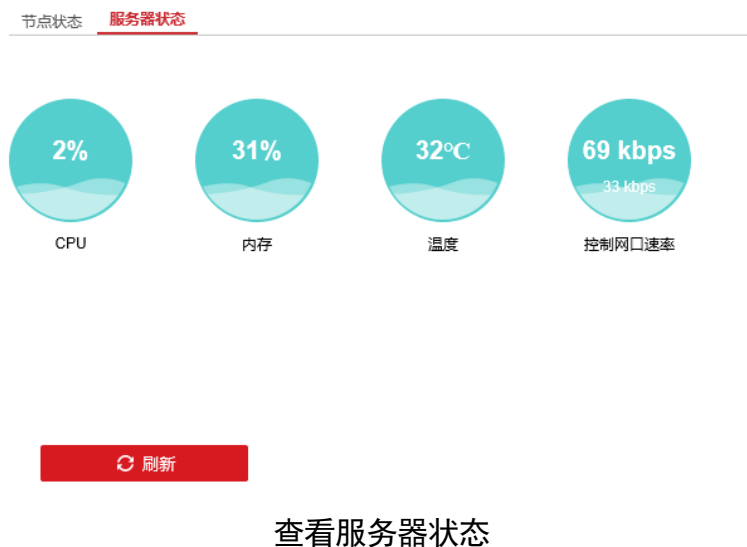 节点状态 服务器状态
2% 31% 32℃ 69 kbps
33 kbps
CPU 内存 温度 控制网口速率
刷新
查看服务器状态